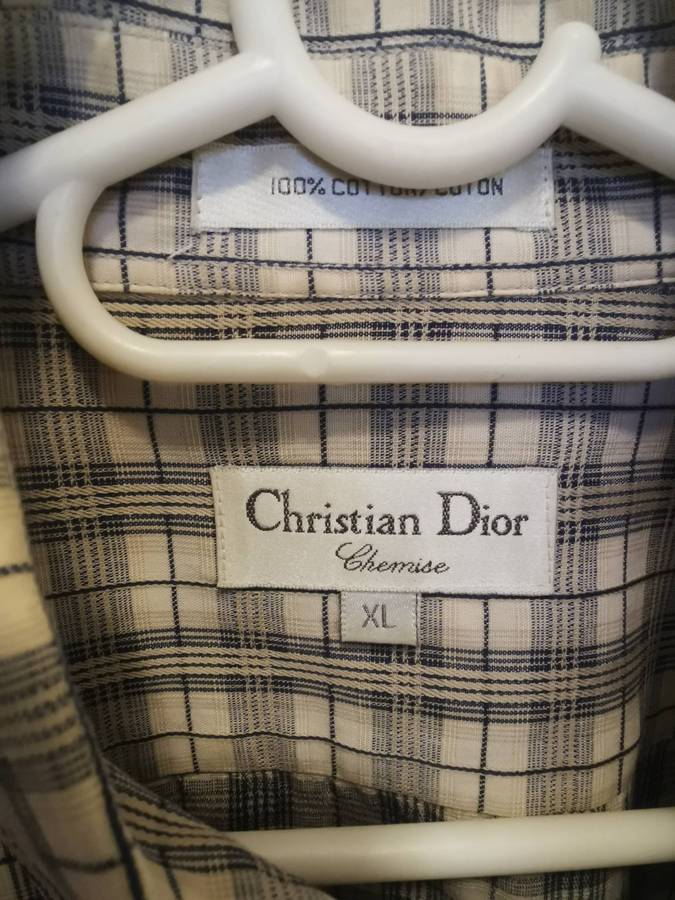 100% COTTON/COTON
Christian Dior
Chemise
XL